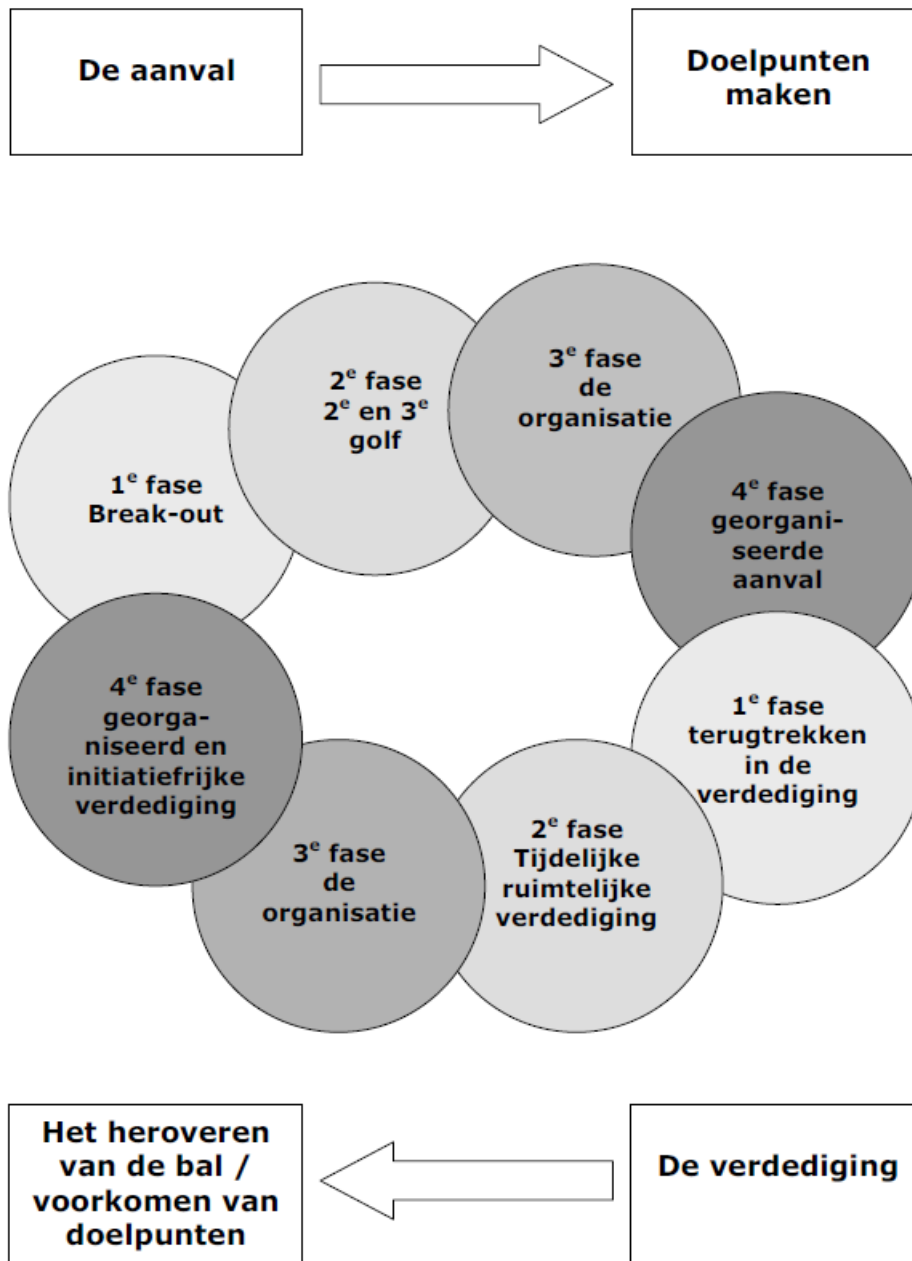 De aanval
Doelpunten
maken
1e fase
Break-out
2e fase
2e en 3e
golf
3e fase
de
organisatie
4e fase
georgani-
seerde
aanval
1e fase
terugtrekken
in de
verdediging
2e fase
Tijdelijke
ruimtelijke
verdediging
3e fase
de
organisatie
4e fase
georga-
niseerd en
initiatiefrijke
verdediging
Het heroveren
van de bal /
voorkomen van
doelpunten
De verdediging